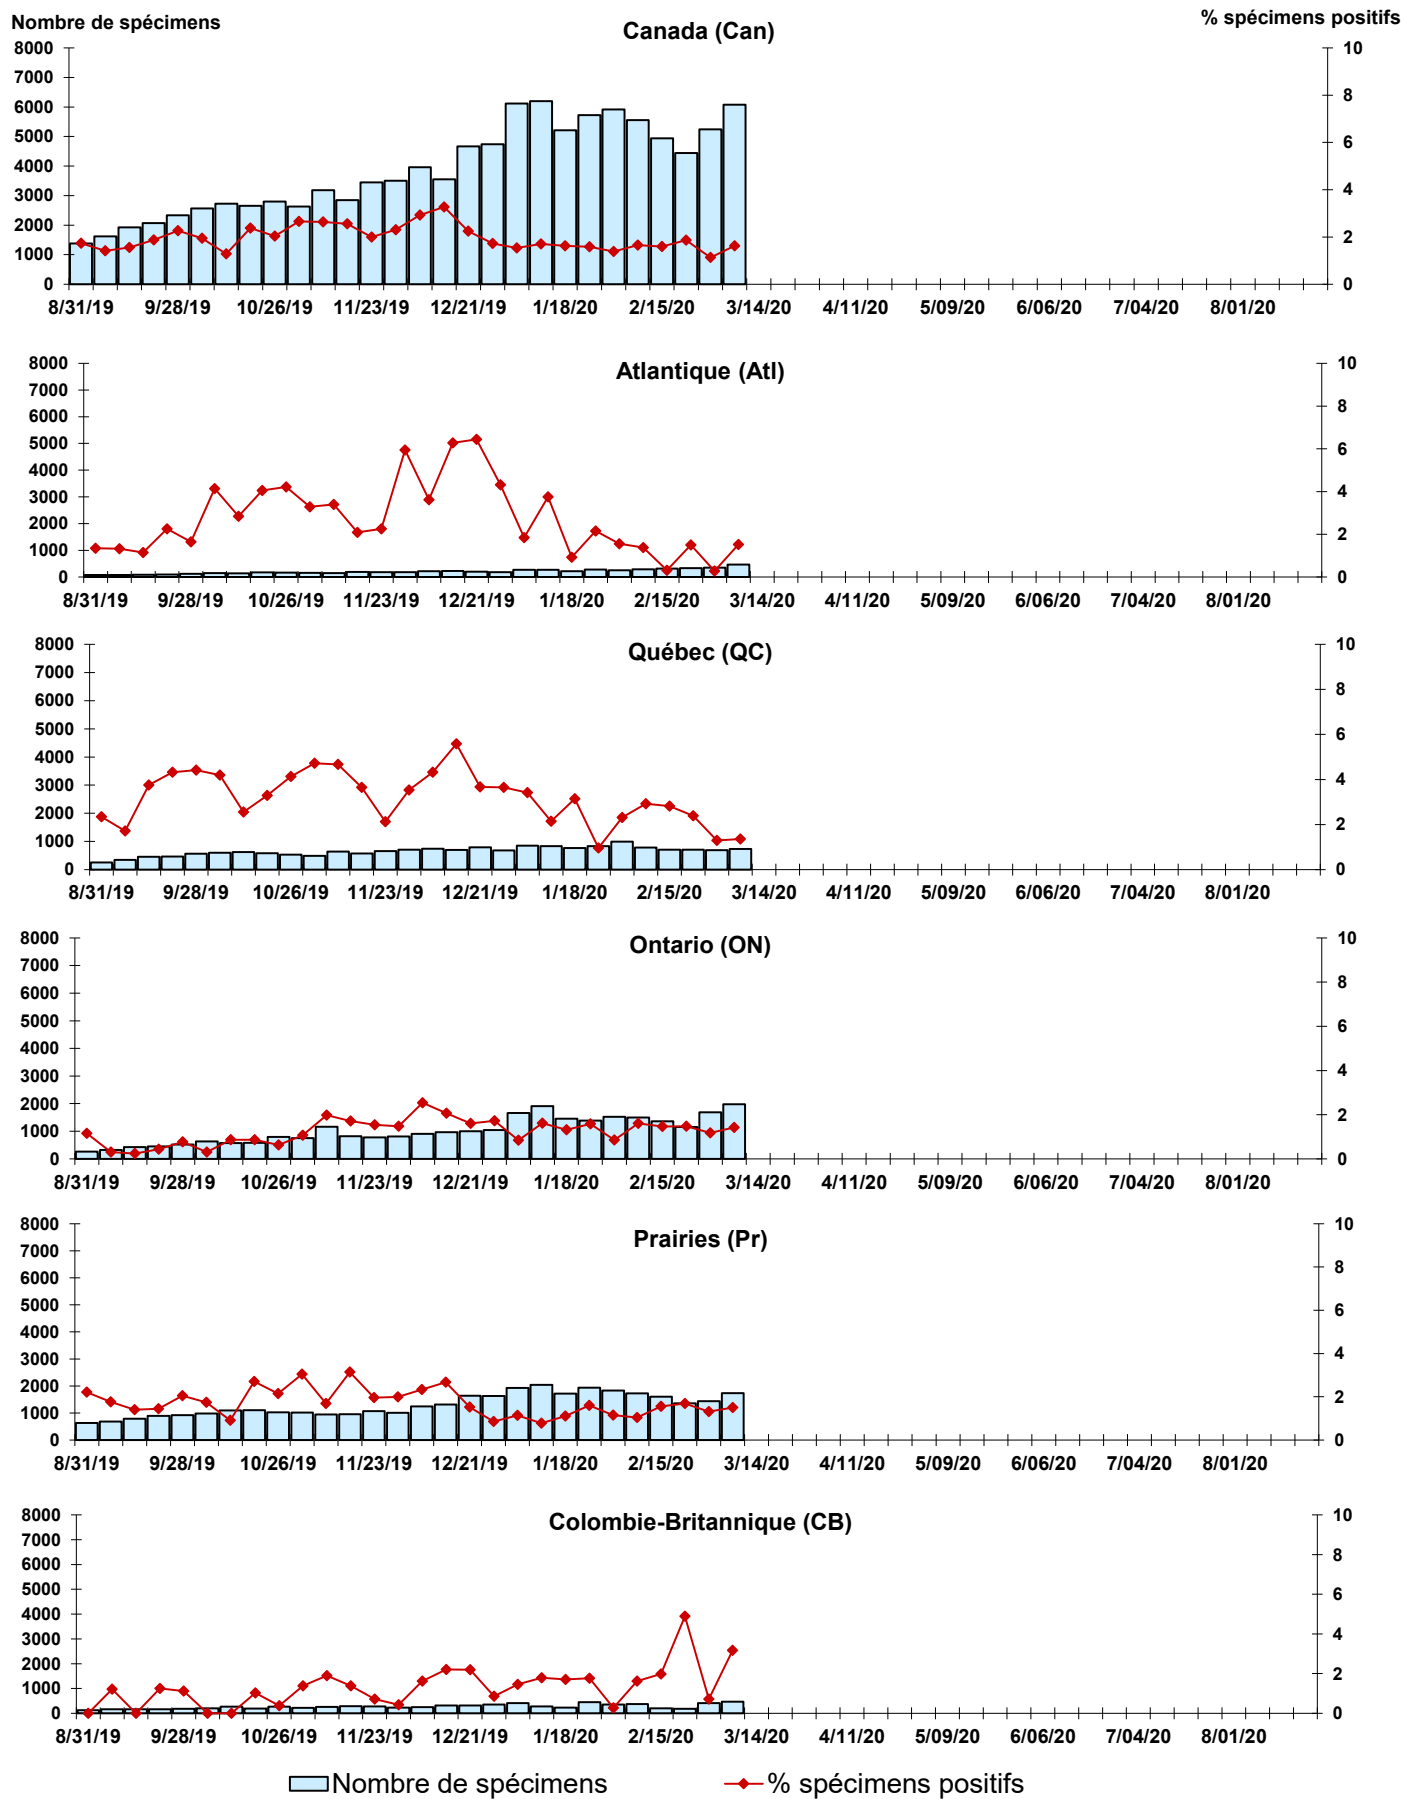 Nombre de spécimens
% spécimens positifs
Canada (Can)
8000 7000 6000 5000 4000 3000 2000 1000 0
10 8 6 4 2 0
8/31/19 9/28/19 10/26/19 11/23/19 12/21/19 1/18/20 2/15/20 3/14/20 4/11/20 5/09/20 6/06/20 7/04/20 8/01/20
Atlantique (Atl)
8000 7000 6000 5000 4000 3000 2000 1000 0
10 8 6 4 2 0
8/31/19 9/28/19 10/26/19 11/23/19 12/21/19 1/18/20 2/15/20 3/14/20 4/11/20 5/09/20 6/06/20 7/04/20 8/01/20
Québec (QC)
8000 7000 6000 5000 4000 3000 2000 1000 0
10 8 6 4 2 0
8/31/19 9/28/19 10/26/19 11/23/19 12/21/19 1/18/20 2/15/20 3/14/20 4/11/20 5/09/20 6/06/20 7/04/20 8/01/20
Ontario (ON)
8000 7000 6000 5000 4000 3000 2000 1000 0
10 8 6 4 2 0
8/31/19 9/28/19 10/26/19 11/23/19 12/21/19 1/18/20 2/15/20 3/14/20 4/11/20 5/09/20 6/06/20 7/04/20 8/01/20
Prairies (Pr)
8000 7000 6000 5000 4000 3000 2000 1000 0
10 8 6 4 2 0
8/31/19 9/28/19 10/26/19 11/23/19 12/21/19 1/18/20 2/15/20 3/14/20 4/11/20 5/09/20 6/06/20 7/04/20 8/01/20
Colombie-Britannique (CB)
8000 7000 6000 5000 4000 3000 2000 1000 0
10 8 6 4 2 0
8/31/19 9/28/19 10/26/19 11/23/19 12/21/19 1/18/20 2/15/20 3/14/20 4/11/20 5/09/20 6/06/20 7/04/20 8/01/20
Nombre de spécimens % spécimens positifs